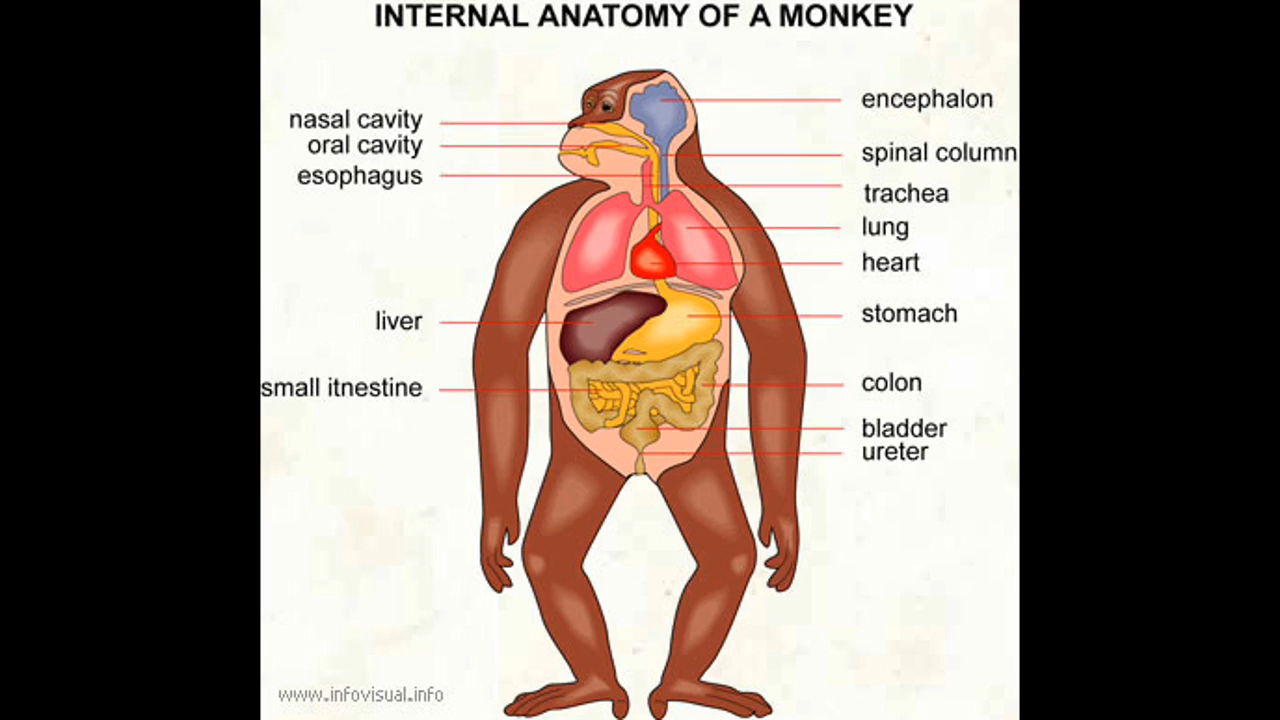 INTERNAL ANATOMY OF A MONKEY
nasal cavity
oral cavity
esophagus
liver
small itnestine
encephalon
spinal column
trachea
lung
heart
stomach
colon
bladder
ureter
www.infovisual.info